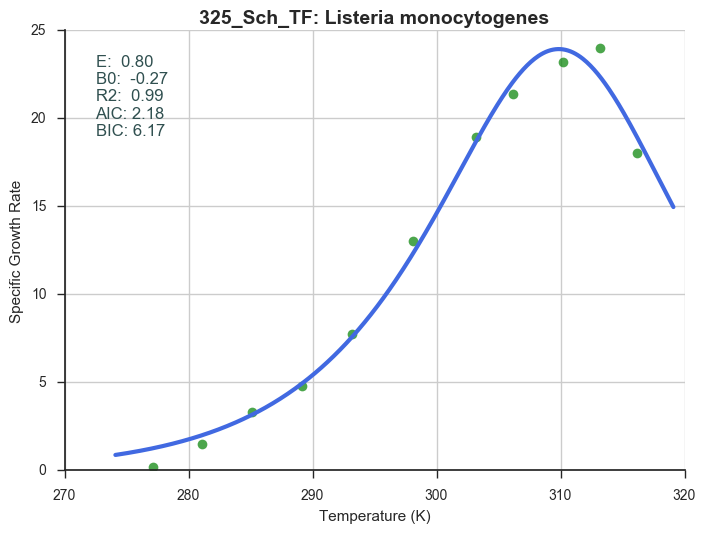 325_Sch_TF: Listeria monocytogenes
E:  0.80
B0:  -0.27
R2:  0.99
AIC: 2.18
BIC: 6.17
Specific Growth Rate
25
20
15
10
5
0
270 280 290 300 310 320
Temperature (K)